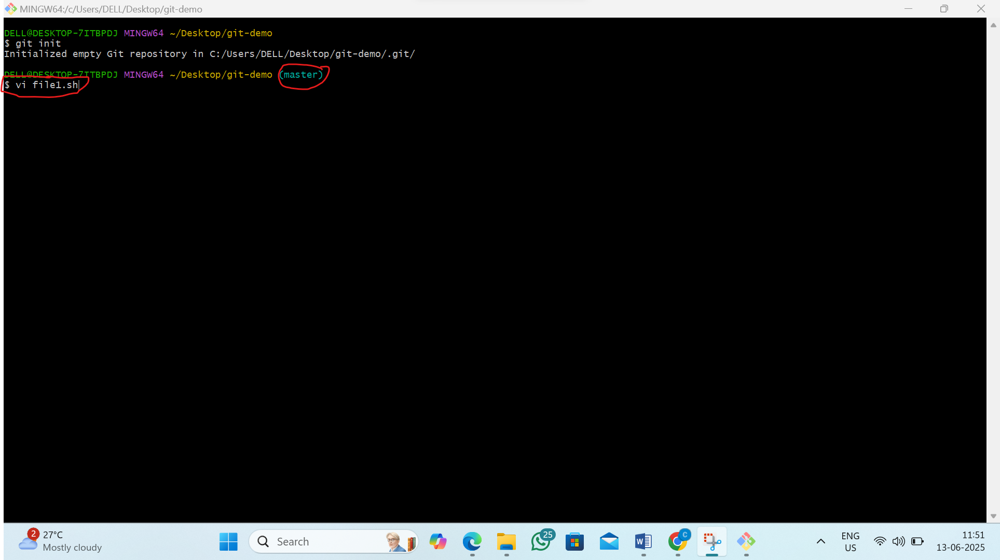 MINGW64:/c/Users/DELL/Desktop/git-demo
DELL@DESKTOP-7ITBPDJ MINGW64 ~/Desktop/git-demo
$ git init
Initialized empty Git repository in C:/Users/DELL/Desktop/git-demo/.git/
DELL@DESKTOP-7ITBPDJ MINGW64 ~/Desktop/git-demo (master)
$ vi file1.sh
2
27°C
Mostly cloudy
Search
25
W
C
ENG
US
11:51
13-06-2025